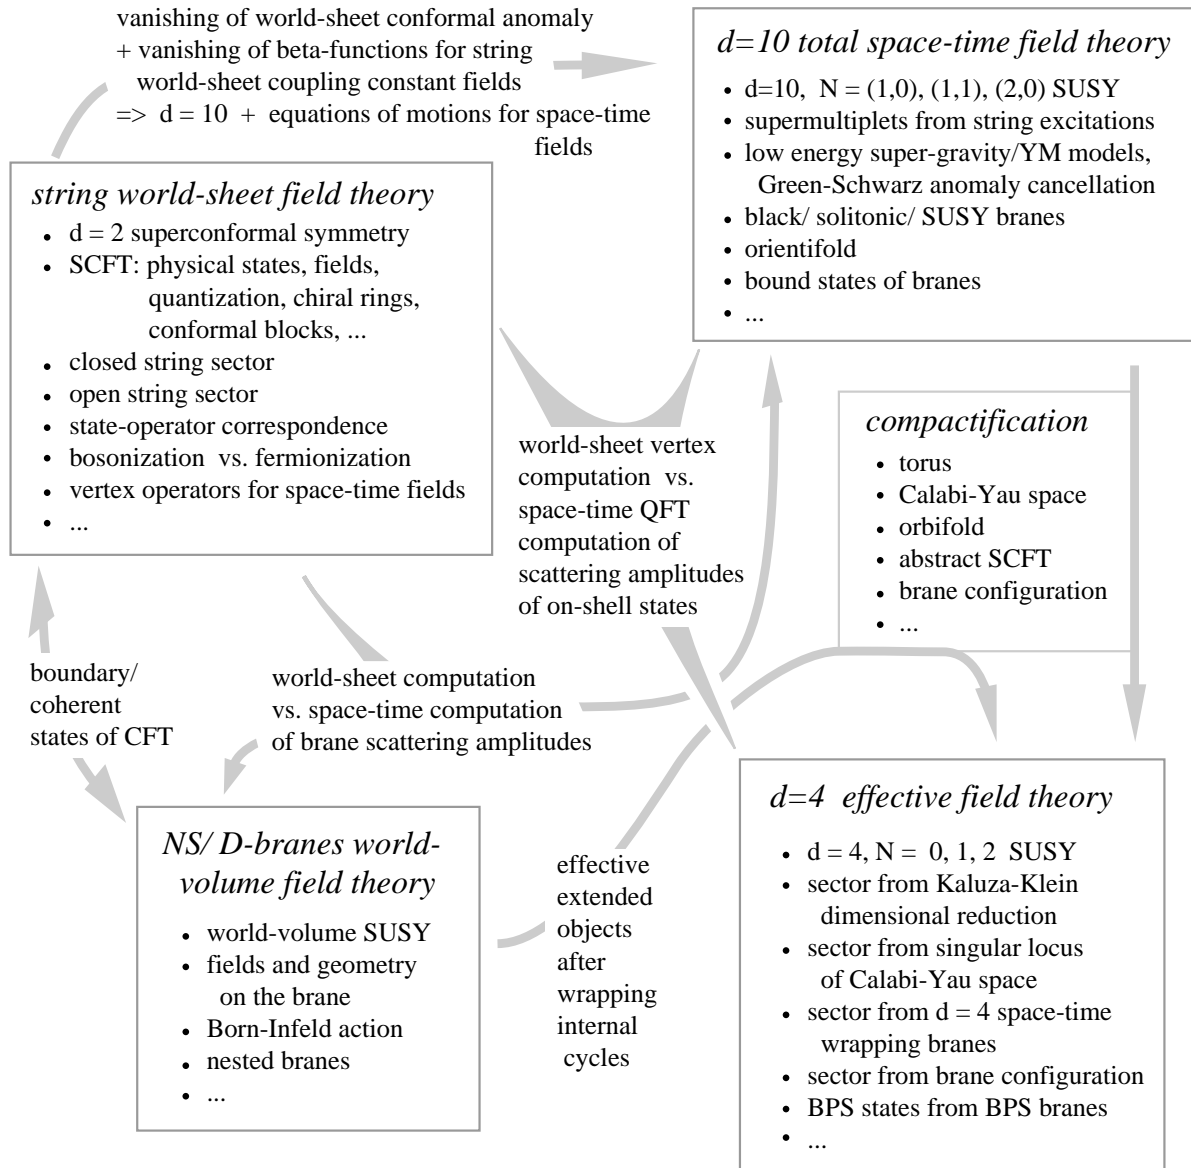 vanishing of world-sheet conformal anomaly
+ vanishing of beta-functions for string
world-sheet coupling constant fields
=> d = 10 + equations of motions for space-time
fields
d=10 total space-time field theory
• d=10, N = (1,0), (1,1), (2,0) SUSY
• supermultiplets from string excitations
• low energy super-gravity/YM models,
Green-Schwarz anomaly cancellation
• black/ solitonic/ SUSY branes
• orientifold
• bound states of branes
• ...
string world-sheet field theory
• d = 2 superconformal symmetry
• SCFT: physical states, fields,
quantization, chiral rings,
conformal blocks, ...
• closed string sector
• open string sector
• state-operator correspondence
• bosonization vs. fermionization
• vertex operators for space-time fields
• ...
world-sheet vertex
computation vs.
space-time QFT
computation of
scattering amplitudes
of on-shell states
compactification
• torus
• Calabi-Yau space
• orbifold
• abstract SCFT
• brane configuration
• ...
boundary/
coherent
states of CFT
world-sheet computation
vs. space-time computation
of brane scattering amplitudes
NS/ D-branes world-
volume field theory
• world-volume SUSY
• fields and geometry
on the brane
• Born-Infeld action
• nested branes
• ...
effective
extended
objects
after
wrapping
internal
cycles
d=4 effective field theory
• d = 4, N = 0, 1, 2 SUSY
• sector from Kaluza-Klein
dimensional reduction
• sector from singular locus
of Calabi-Yau space
• sector from d = 4 space-time
wrapping branes
• sector from brane configuration
• BPS states from BPS branes
• ...